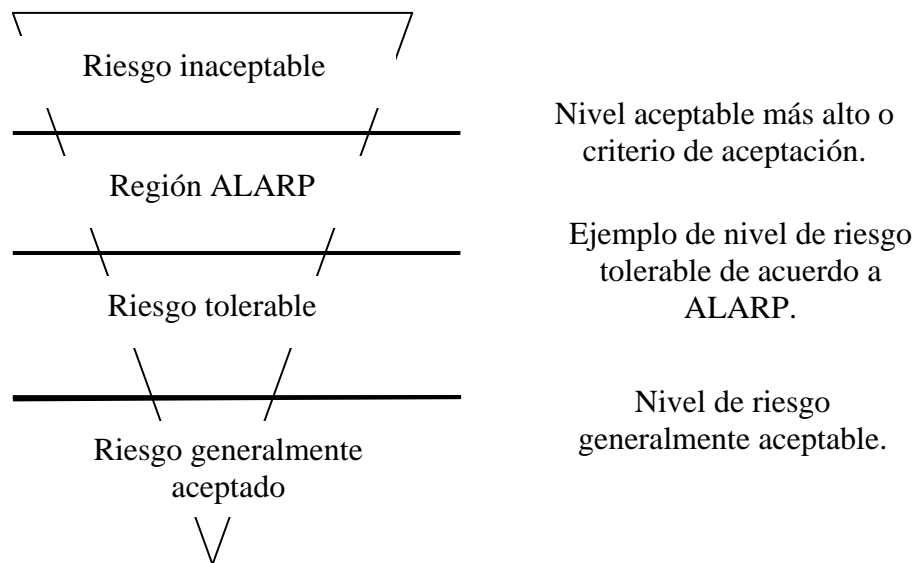 Riesgo inaceptable
Nivel aceptable más alto o
criterio de aceptación.
Región ALARP
Ejemplo de nivel de riesgo
tolerable de acuerdo a
ALARP.
Riesgo tolerable
Nivel de riesgo
generalmente aceptable.
Riesgo generalmente
aceptado